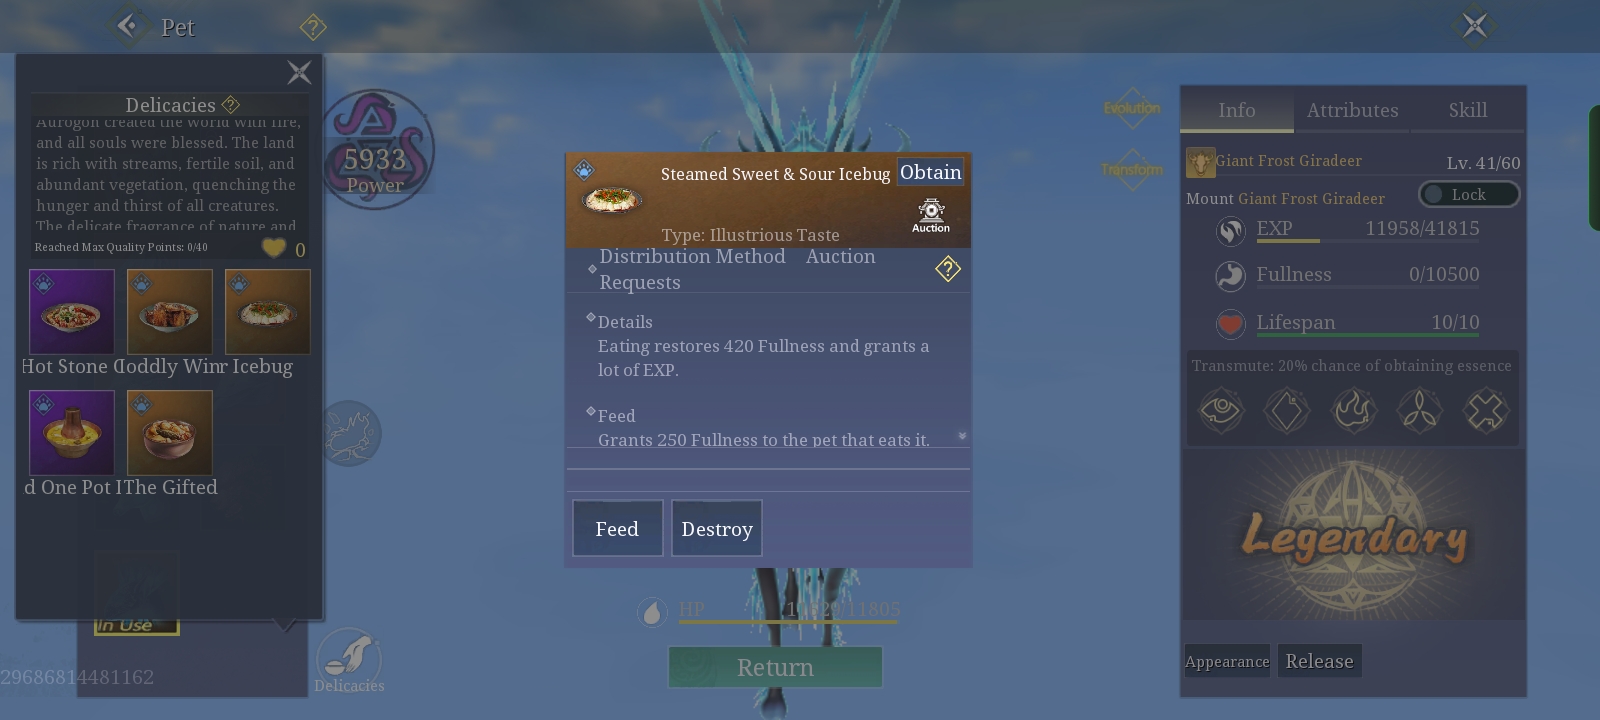 Pet
Delicacies
Aurogon created the world with fire,
and all souls were blessed. The land
is rich with streams, fertile soil, and
abundant vegetation, quenching the
hunger and thirst of all creatures.
The delicate fragrance of nature and
Reached Max Quality Points: 0/40
0
Hot Stone
Coddly Win
r Icebug
d One Pot I
The Gifted
In Use
29686814481162
5933
Power
Delicacies
Steamed Sweet & Sour Icebug
Obtain
Auction
Type: Illustrious Taste
Distribution Method Auction
Requests
Details
Eating restores 420 Fullness and grants a
lot of EXP.
Feed
Grants 250 Fullness to the pet that eats it.
Feed
Destroy
HP
Return
Evolution
Transform
Info
Attributes
Skill
Giant Frost Giradeer
Lv. 41/60
Mount Giant Frost Giradeer
Lock
EXP 11958/41815
Fullness 0/10500
Lifespan 10/10
Transmute: 20% chance of obtaining essence
Legendary
Appearance
Release